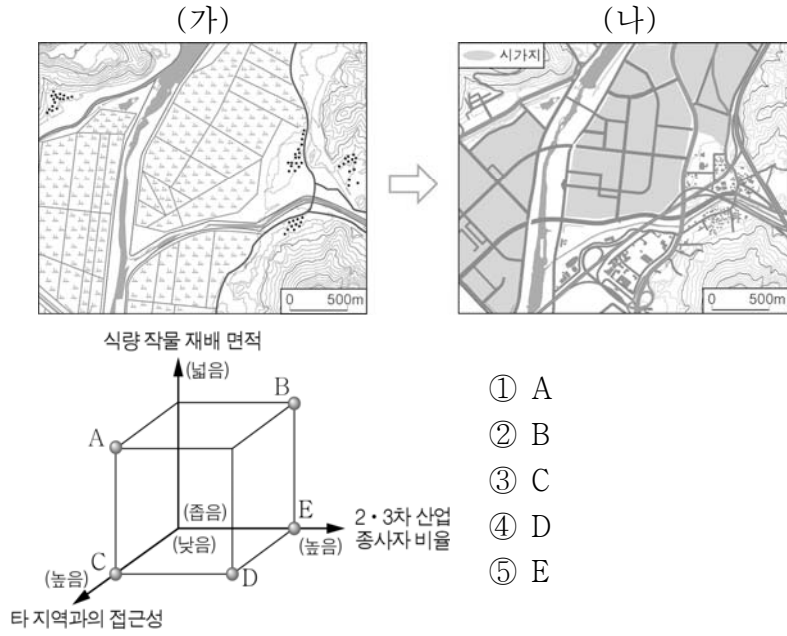 (가)
(나)
시가지
0 500m
0 500m
식량 작물 재배 면적
(넓음)
B
A
① A
② B
③ C
④ D
⑤ E
(좁음)
E
2·3차 산업
종사자 비율
(낮음)
(높음)
C
D
(높음)
타 지역과의 접근성